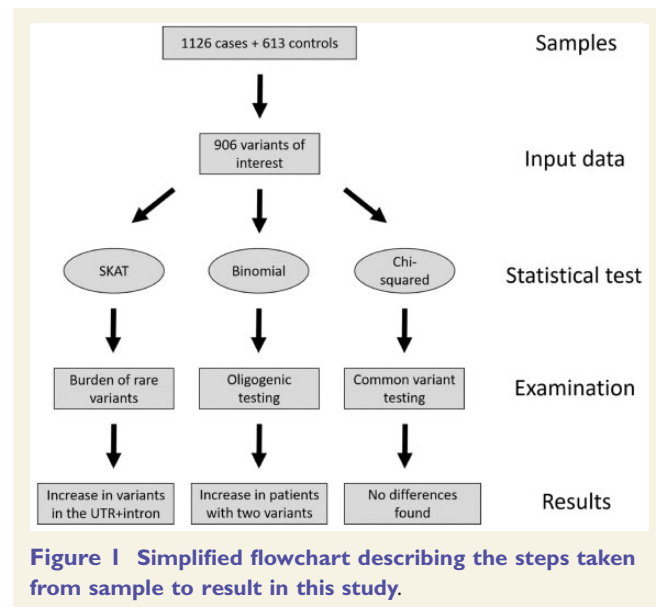 1126 cases + 613 controls
Samples
906 variants of
interest
Input data
SKAT
Binomial
Chi-
squared
Statistical test
Burden of rare
variants
Oligogenic
testing
Common variant
testing
Examination
Increase in variants
in the UTR+intron
Increase in patients
with two variants
No differences
found
Results
Figure 1 Simplified flowchart describing the steps taken
from sample to result in this study.